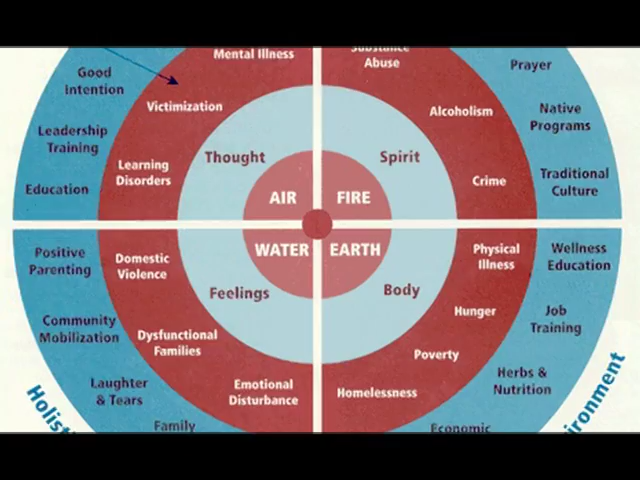 Mental Illness
Substance
Abuse
Good
Intention
Prayer
Victimization
Alcoholism
Native
Programs
Leadership
Training
Thought
Spirit
Learning
Disorders
Crime
Traditional
Culture
Education
AIR
FIRE
Positive
Parenting
Domestic
Violence
WATER
EARTH
Physical
Illness
Wellness
Education
Feelings
Body
Community
Mobilization
Dysfunctional
Families
Hunger
Job
Training
Poverty
Laughter
& Tears
Emotional
Disturbance
Homelessness
Herbs &
Nutrition
Family
Economic
Holist
ironment